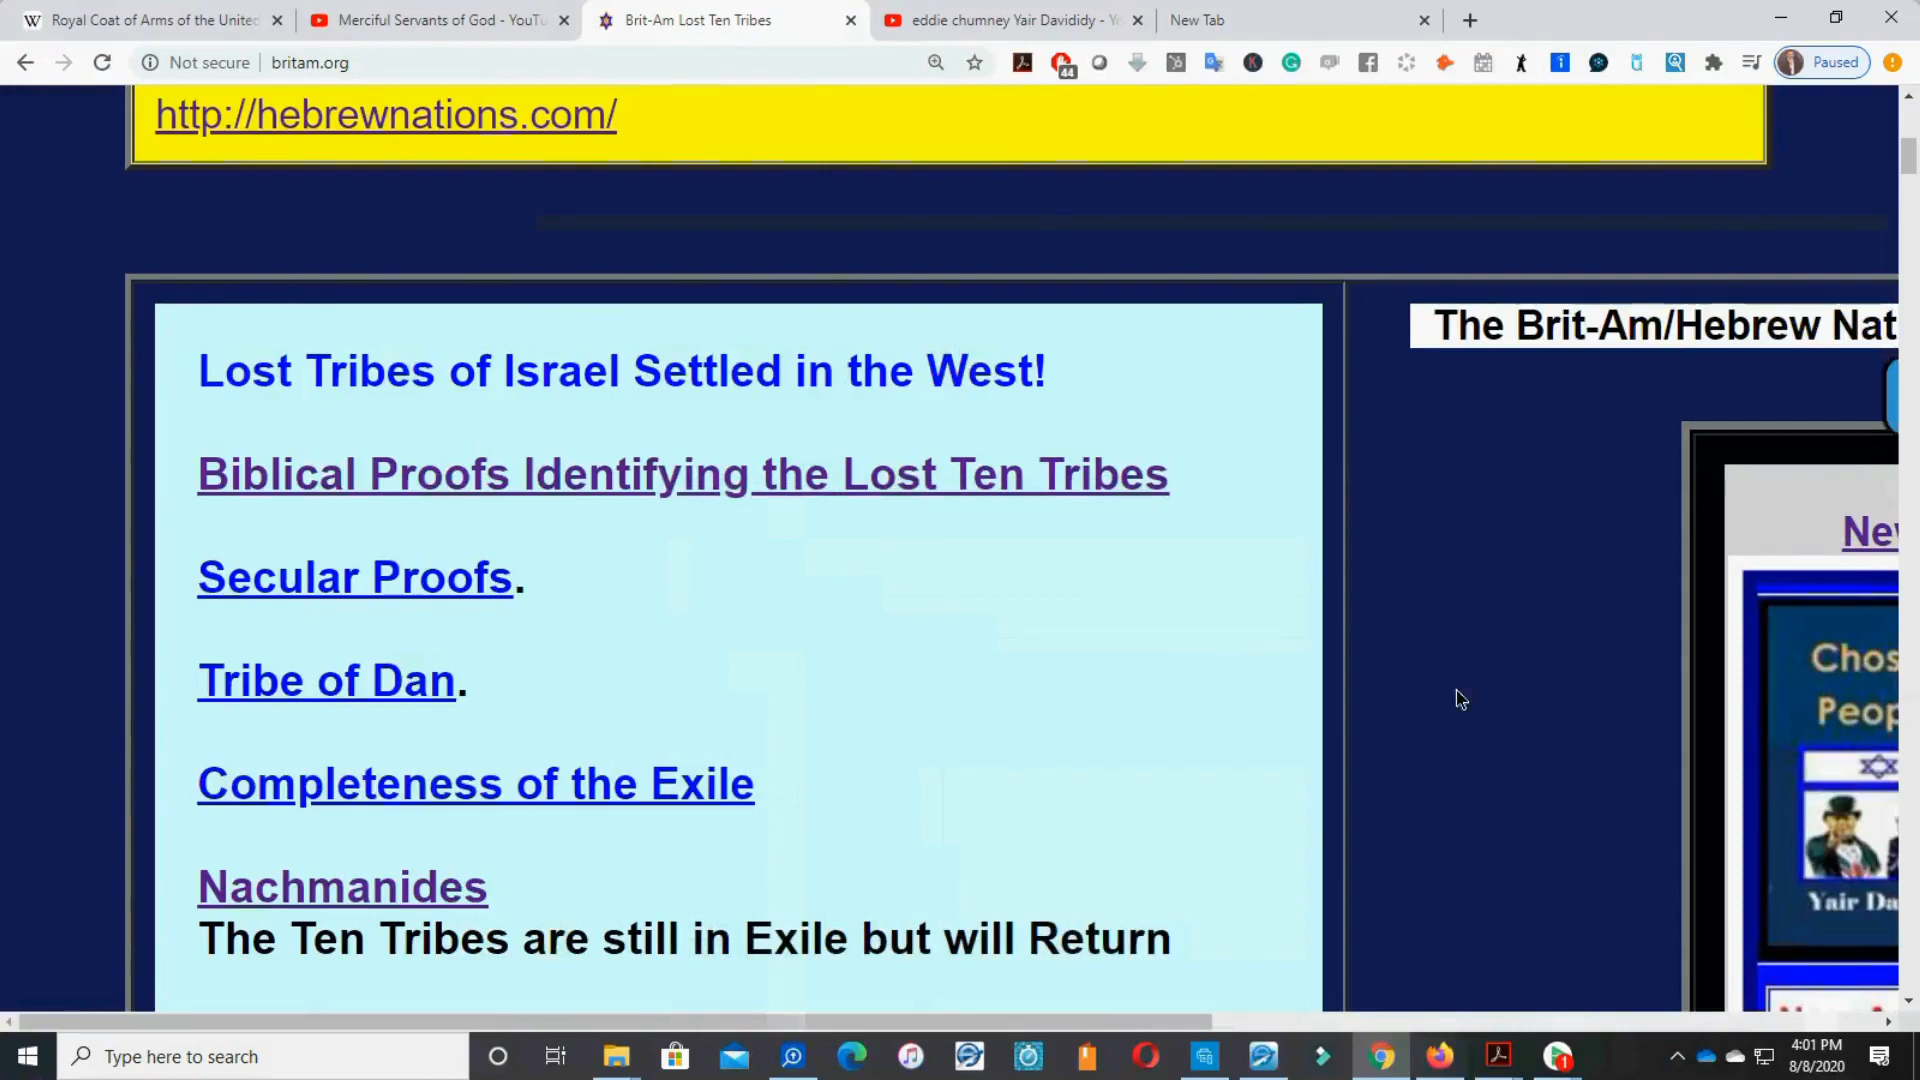 Royal Coat of Arms of the United
Merciful Servants of God - YouTu
Brit-Am Lost Ten Tribes
eddie chumney Yair Davididy - Yo
New Tab
Not secure
britam.org
44
Paused
http://hebrewnations.com/
Lost Tribes of Israel Settled in the West!
Biblical Proofs Identifying the Lost Ten Tribes
Secular Proofs.
Tribe of Dan.
Completeness of the Exile
Nachmanides
The Ten Tribes are still in Exile but will Return
The Brit-Am/Hebrew Nat
Chos
Peop
Yair Da
Type here to search
1
4:01 PM
8/8/2020